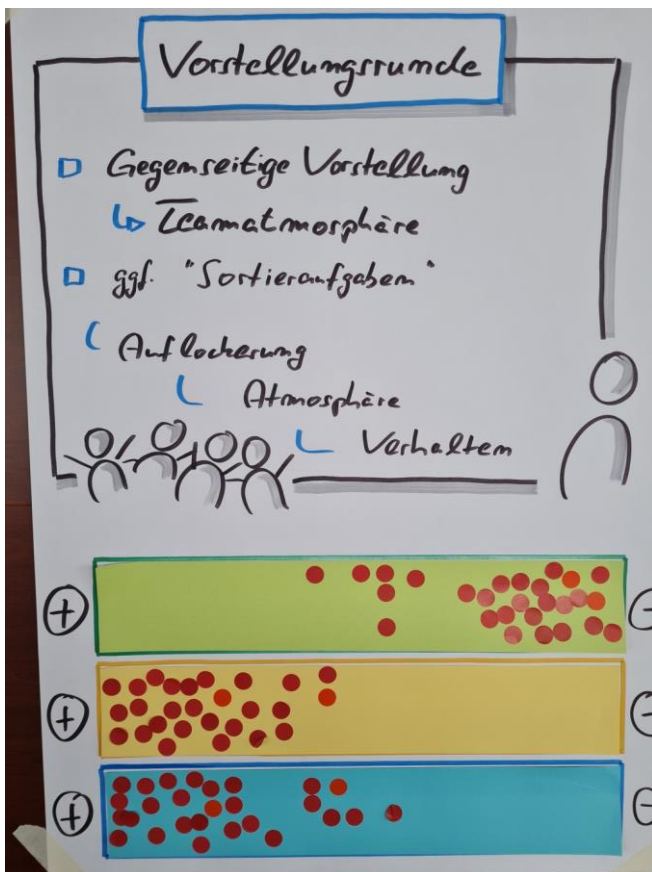 Vorstellungsrunde
Gegenseitige Vorstellung
Teamatmosphäre
ggf. "Sortieraufgaben"
Auflockerung
Atmosphäre
Verhalten
+ -
+ -
+ -